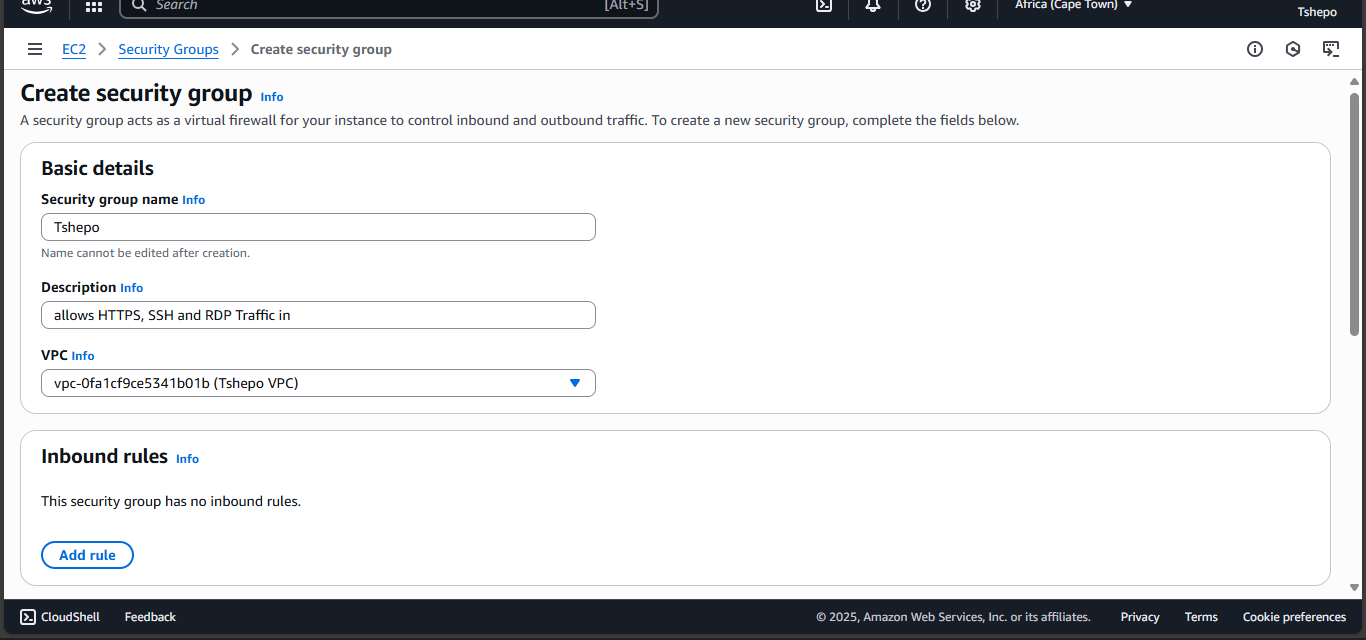 aws
Search
[Alt+S]
Africa (Cape Town)
Tshepo
EC2 > Security Groups > Create security group
Create security group Info
A security group acts as a virtual firewall for your instance to control inbound and outbound traffic. To create a new security group, complete the fields below.
Basic details
Security group name Info
Tshepo
Name cannot be edited after creation.
Description Info
allows HTTPS, SSH and RDP Traffic in
VPC Info
vpc-0fa1cf9ce5341b01b (Tshepo VPC)
Inbound rules Info
This security group has no inbound rules.
Add rule
CloudShell Feedback © 2025, Amazon Web Services, Inc. or its affiliates. Privacy Terms Cookie preferences